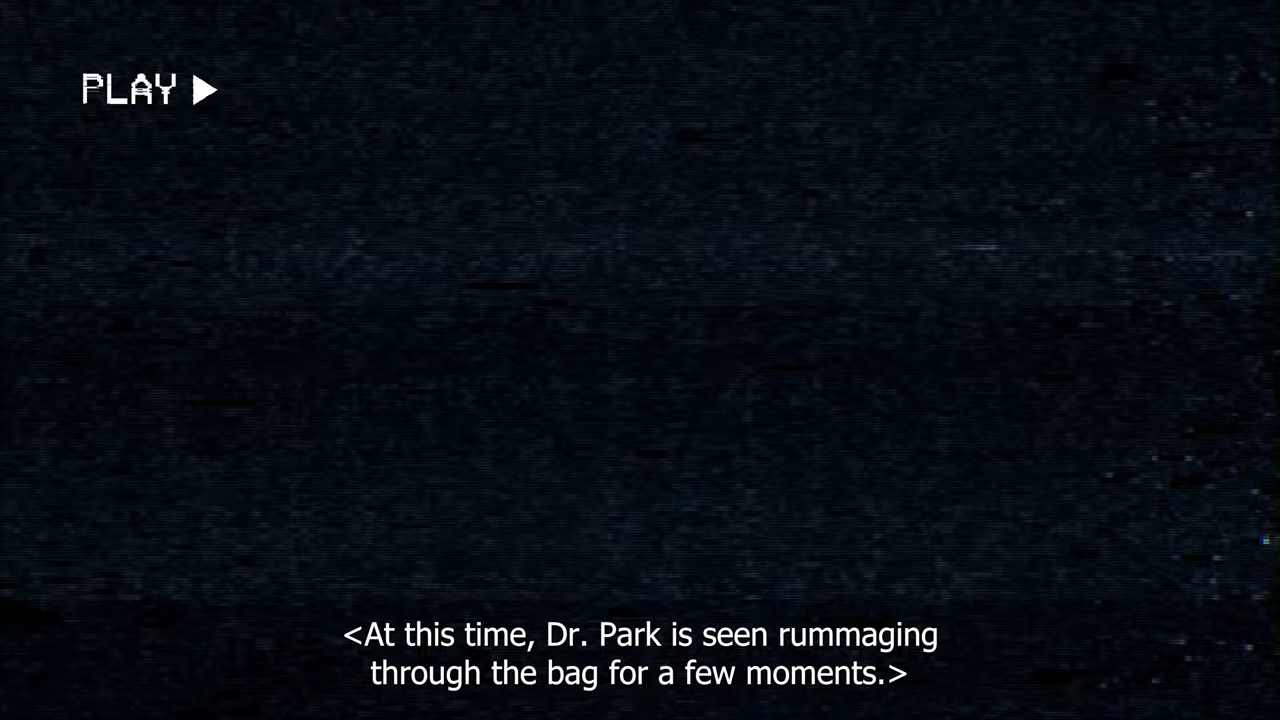 PLAY
<At this time, Dr. Park is seen rummaging
through the bag for a few moments.>